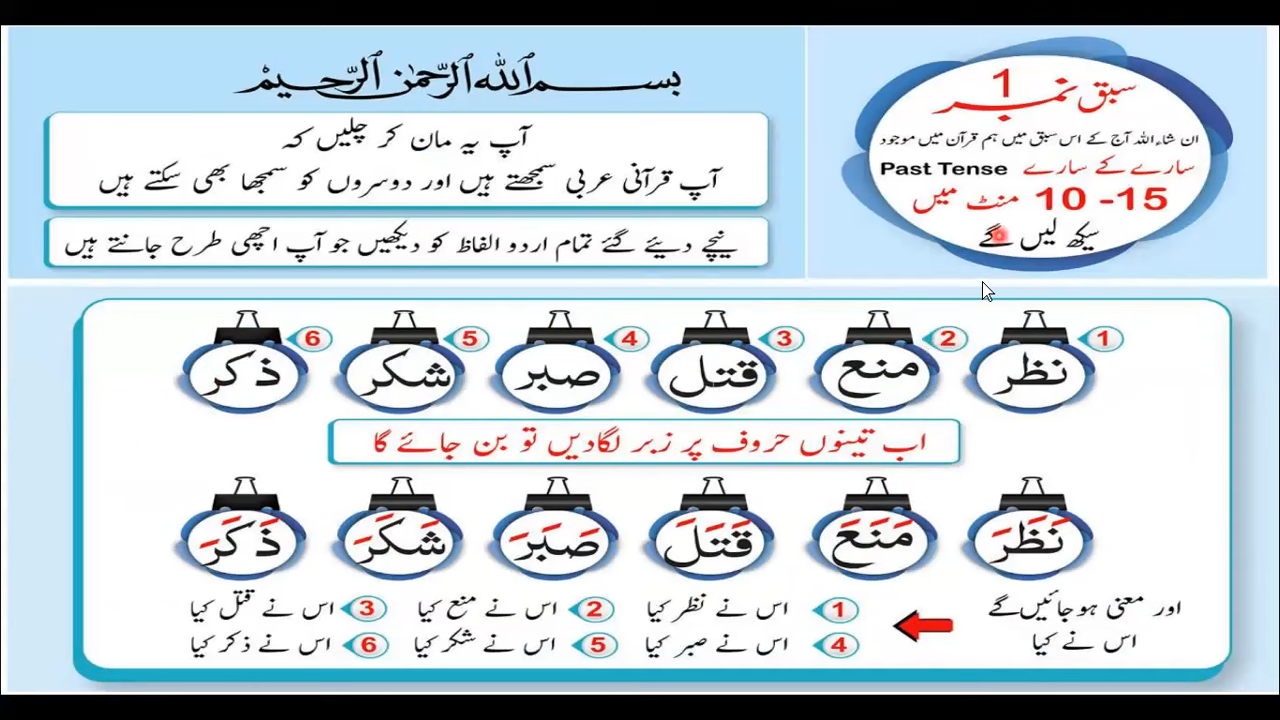 سبق نمبر 1
ان شاءاللہ آج کے اس سبق میں ہم قرآن میں موجود
سارے کے سارے Past Tense
10 -15 منٹ میں
سیکھ لیں گے
بسم اللہ الرحمٰن الرحیم
آپ یہ مان کر چلیں کہ
آپ قرآنی عربی سمجھتے ہیں اور دوسروں کو سمجھا بھی سکتے ہیں
نیچے دیئے گئے تمام اردو الفاظ کو دیکھیں جو آپ اچھی طرح جانتے ہیں
1 نظر 2 منع 3 قتل 4 صبر 5 شکر 6 ذکر
اب تینوں حروف پر زبر لگادیں تو بن جائے گا
نَظَرَ مَنَعَ قَتَلَ صَبَرَ شَكَرَ ذَكَرَ
اور معنی ہوجائیں گے
اس نے کیا
1 اس نے نظر کیا 2 اس نے منع کیا 3 اس نے قتل کیا
4 اس نے صبر کیا 5 اس نے شکر کیا 6 اس نے ذکر کیا